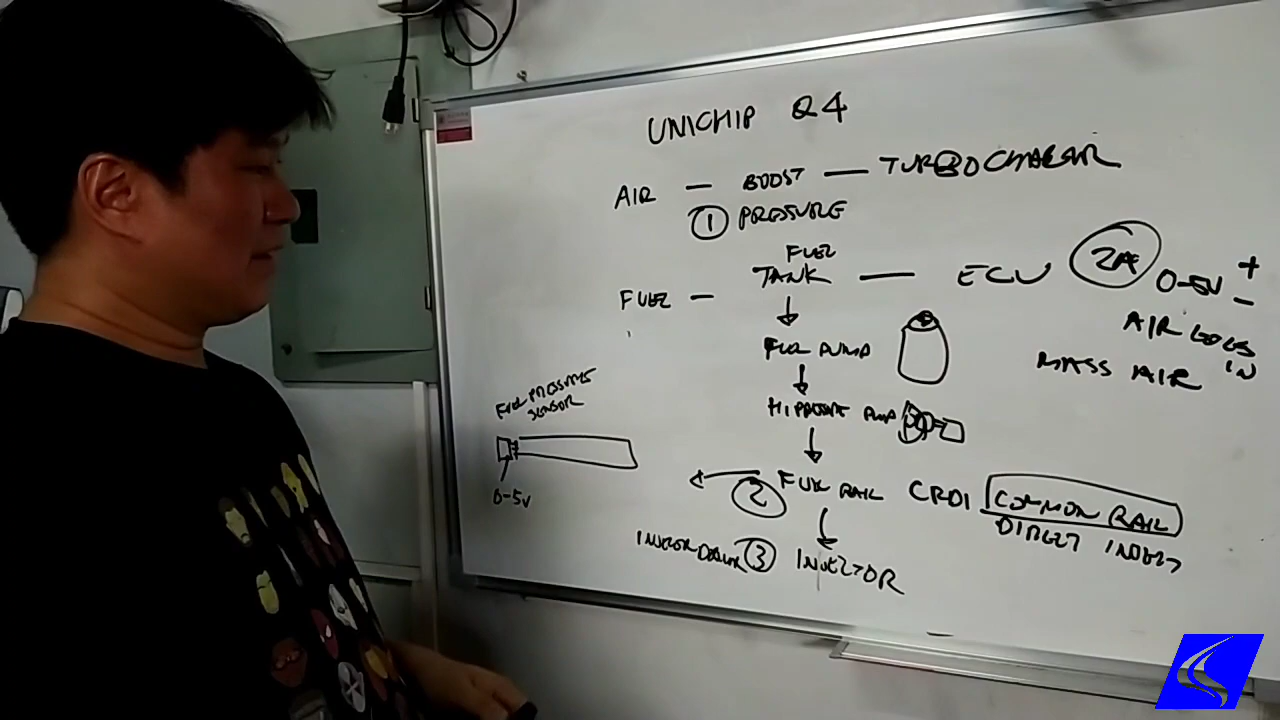 UNICHIP Q4
AIR — BOOST — TURBOCHARGER
① PRESSURE
FUEL
FUEL — TANK — ECU 2A 0-5V + −
AIR GOES IN
MASS AIR
FUEL PUMP
HI PRESSURE PUMP
FUEL PRESSURE SENSOR
0-5V
② FUEL RAIL CRDI COMMON RAIL
DIRECT INJECT
③ INJECTOR